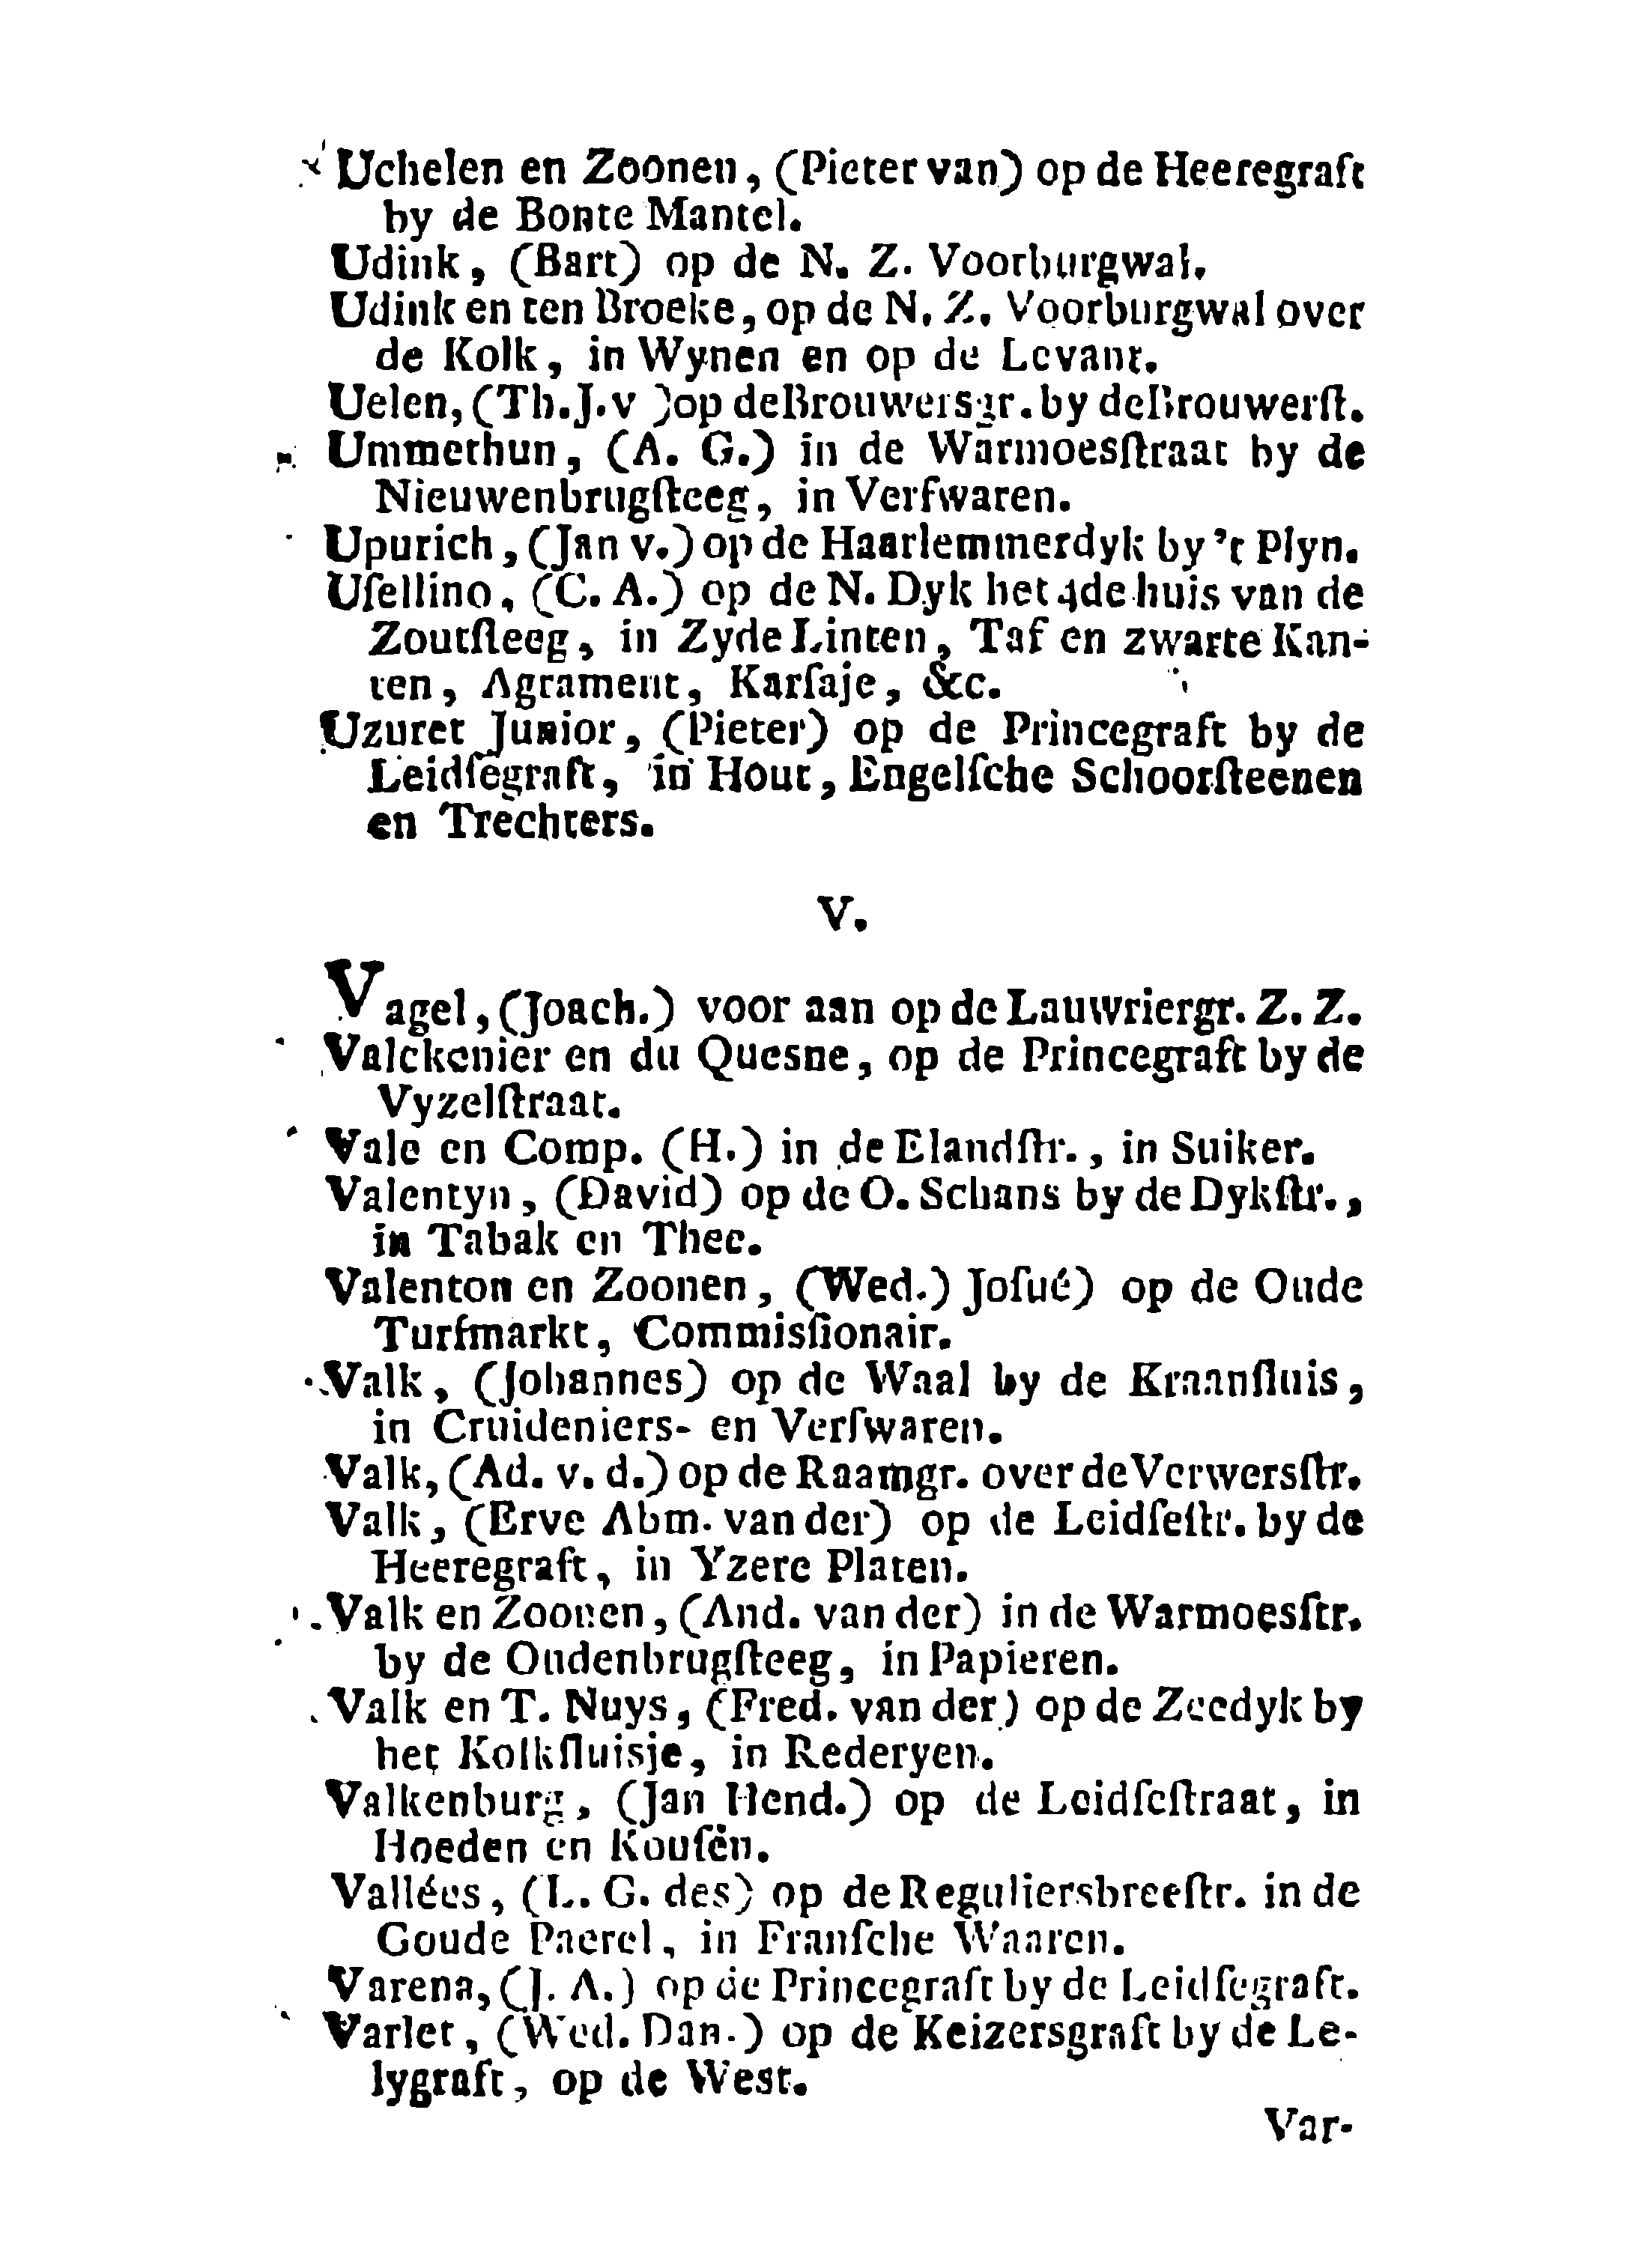 Uchelen en Zoonen, (Pieter van) op de Heeregraft
by de Bonte Mantel.
Udink, (Bart) op de N. Z. Voorburgwal.
Udink en ten Broeke, op de N. Z. Voorburgwal over
de Kolk, in Wynen en op de Levant.
Uelen, (Th. J. v ) op de Brouwersgr. by de Brouwerſt.
Ummethun, (A. G.) in de Warmoesſtraat by de
Nieuwenbrugſteeg, in Verfwaren.
Upurich, (Jan v.) op de Haarlemmerdyk by 't Plyn.
Uſellino, (C. A.) op de N. Dyk het 4de huis van de
Zoutſteeg, in Zyde Linten, Taf en zwarte Kan-
ten, Agrament, Karſaje, &c.
Uzuret Junior, (Pieter) op de Princegraft by de
Leidſegraft, in Hout, Engelſche Schoorſteenen
en Trechters.
V.
Vagel, (Joach.) voor aan op de Lauwriergr. Z. Z.
Valckenier en du Quesne, op de Princegraft by de
Vyzelſtraat.
Vale en Comp. (H.) in de Elandſtr., in Suiker.
Valentyn, (David) op de O. Schans by de Dykſtr.,
in Tabak en Thee.
Valenton en Zoonen, (Wed.) Joſué) op de Oude
Turfmarkt, Commisſionair.
Valk, (Johannes) op de Waal by de Kraanſluis,
in Cruideniers- en Verfwaren.
Valk, (Ad. v. d.) op de Raamgr. over de Verwersſtr.
Valk, (Erve Abm. van der) op de Leidſeſtr. by de
Heeregraft, in Yzere Platen.
Valk en Zoonen, (And. van der) in de Warmoesſtr.
by de Oudenbrugſteeg, in Papieren.
Valk en T. Nuys, (Fred. van der) op de Zeedyk by
het Kolkſluisje, in Rederyen.
Valkenburg, (Jan Hend.) op de Leidſeſtraat, in
Hoeden en Kouſen.
Vallées, (L. G. des) op de Reguliersbreeſtr. in de
Goude Paerel, in Franſche Waaren.
Varena, (J. A.) op de Princegraft by de Leidſegraft.
Varlet, (Wed. Dan.) op de Keizersgraft by de Le-
lygraft, op de West.
Var-